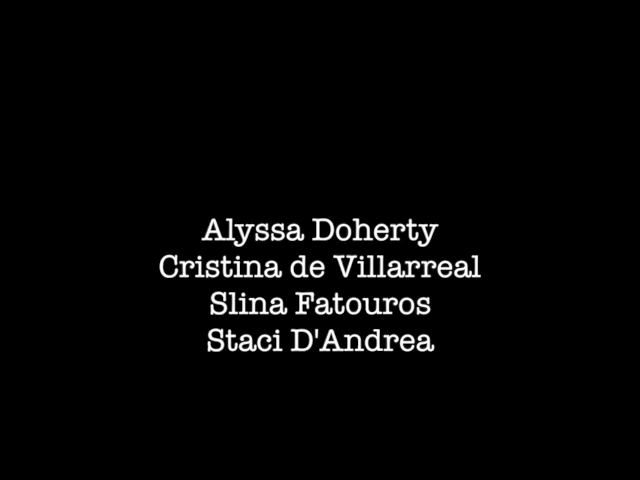 Alyssa Doherty
Cristina de Villarreal
Slina Fatouros
Staci D'Andrea